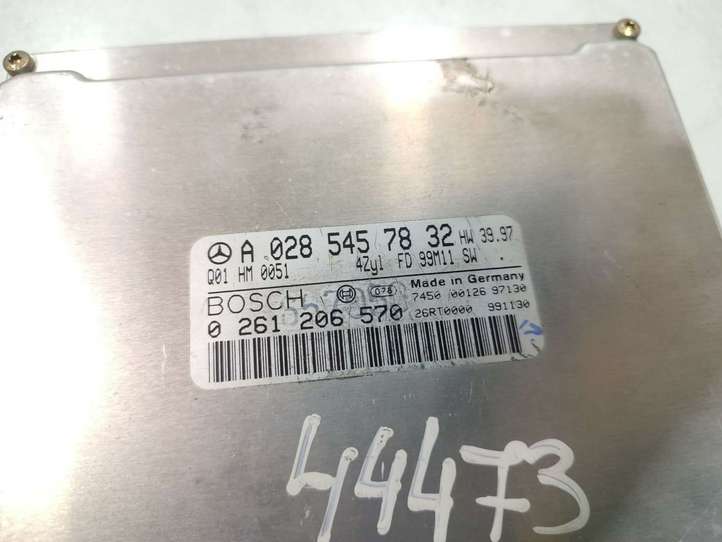 A 028 545 78 32 HW 39.97
Q01 HM 0051 4Zyl FD 99M11 SW .
BOSCH Made in Germany
7450 00126 97130
0 261 206 570 26RT0000 991130
44473